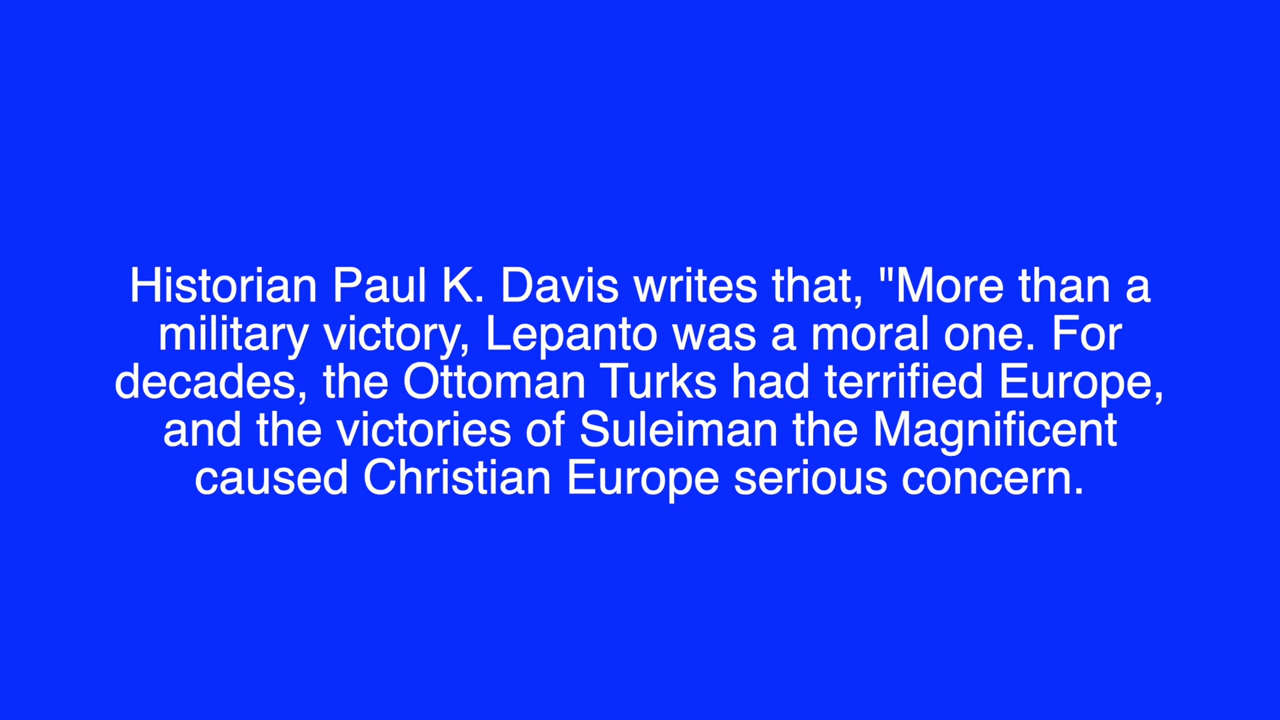 Historian Paul K. Davis writes that, "More than a
military victory, Lepanto was a moral one. For
decades, the Ottoman Turks had terrified Europe,
and the victories of Suleiman the Magnificent
caused Christian Europe serious concern.